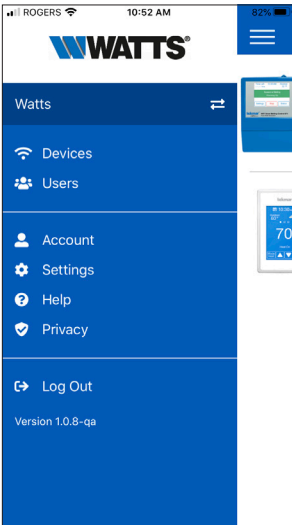 ROGERS 10:52 AM 82%
WATTS®
Watts
Devices
Users
Account
Settings
Help
Privacy
Log Out
Version 1.0.8-qa
70